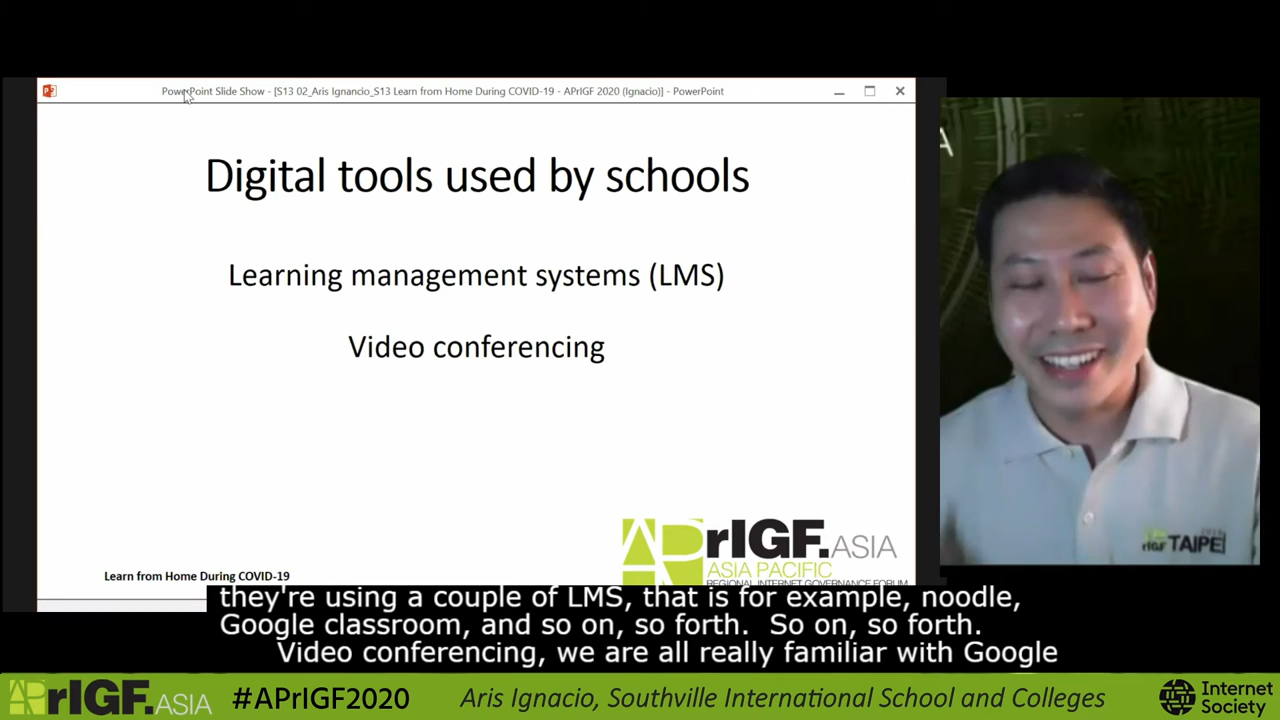 PowerPoint Slide Show - [S13 02_Aris Ignancio_S13 Learn from Home During COVID-19 - APrIGF 2020 (Ignacio)] - PowerPoint
Digital tools used by schools
Learning management systems (LMS)
Video conferencing
APrIGF.ASIA
ASIA PACIFIC
REGIONAL INTERNET GOVERNANCE FORUM
Learn from Home During COVID-19
A
rIGF TAIPEI
they're using a couple of LMS, that is for example, noodle,
Google classroom, and so on, so forth.  So on, so forth.
Video conferencing, we are all really familiar with Google
APrIGF.ASIA
#APrIGF2020
Aris Ignacio, Southville International School and Colleges
Internet
Society